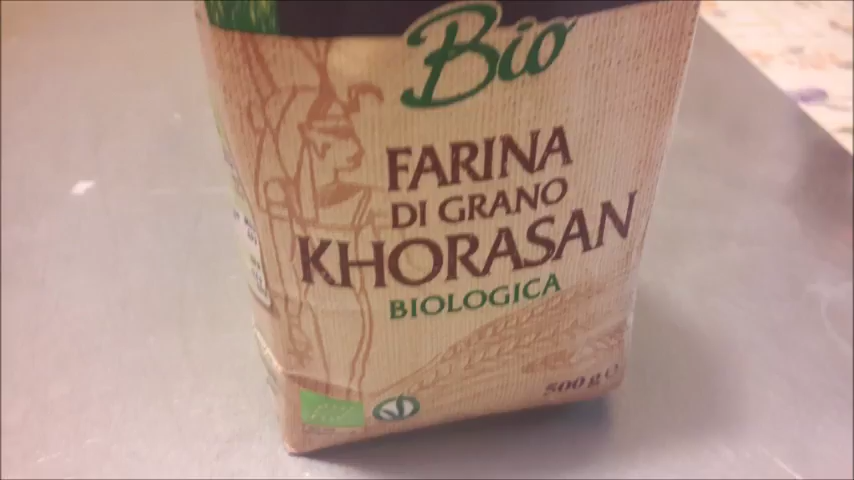 Bio
FARINA
DI GRANO
KHORASAN
BIOLOGICA
500 g e